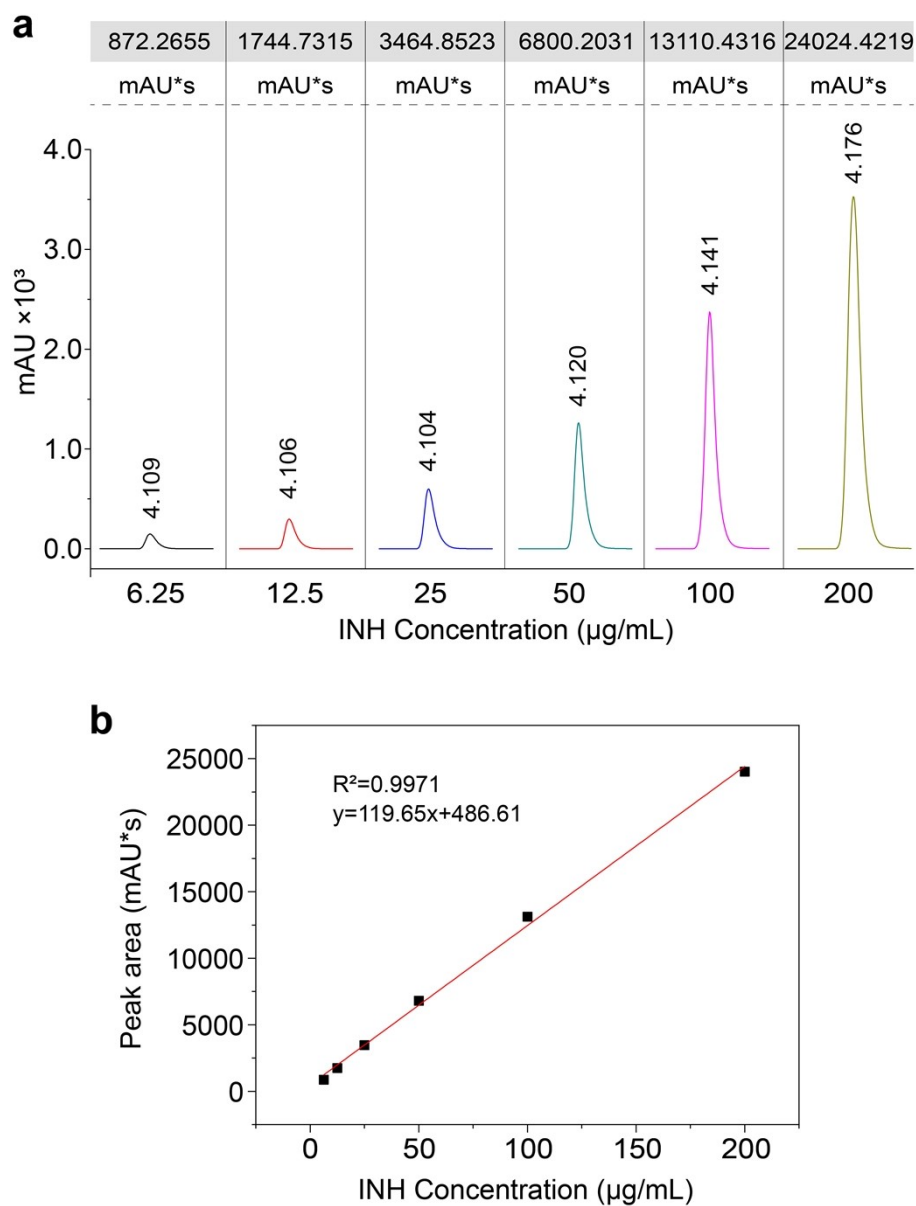 a
872.2655 1744.7315 3464.8523 6800.2031 13110.4316 24024.4219
mAU*s mAU*s mAU*s mAU*s mAU*s mAU*s
mAU ×10³
4.0
3.0
2.0
1.0
0.0
4.109 4.106 4.104 4.120 4.141 4.176
6.25 12.5 25 50 100 200
INH Concentration (µg/mL)
b
R²=0.9971
y=119.65x+486.61
Peak area (mAU*s)
25000
20000
15000
10000
5000
0
0 50 100 150 200
INH Concentration (µg/mL)